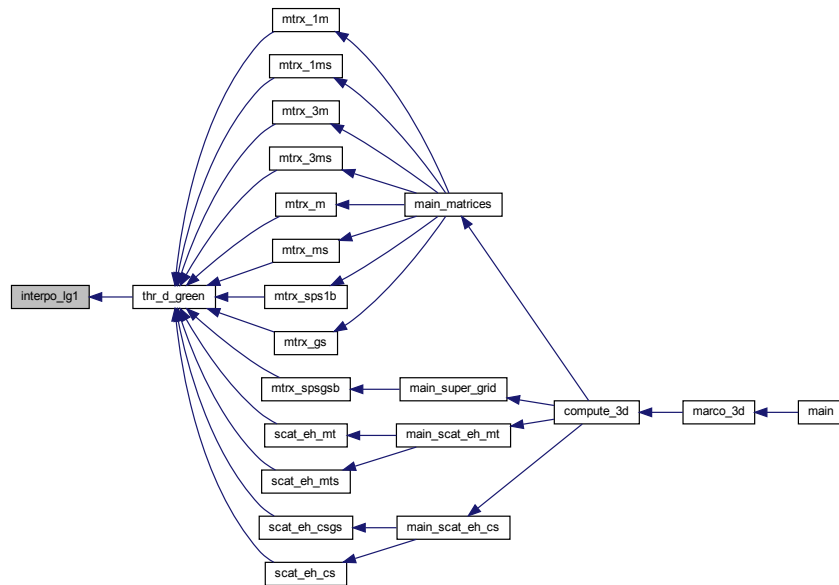 mtrx_1m
mtrx_1ms
mtrx_3m
mtrx_3ms
mtrx_m
main_matrices
mtrx_ms
interpo_lg1
thr_d_green
mtrx_sps1b
mtrx_gs
mtrx_spsgsb
main_super_grid
compute_3d
marco_3d
main
scat_eh_mt
main_scat_eh_mt
scat_eh_mts
scat_eh_csgs
main_scat_eh_cs
scat_eh_cs